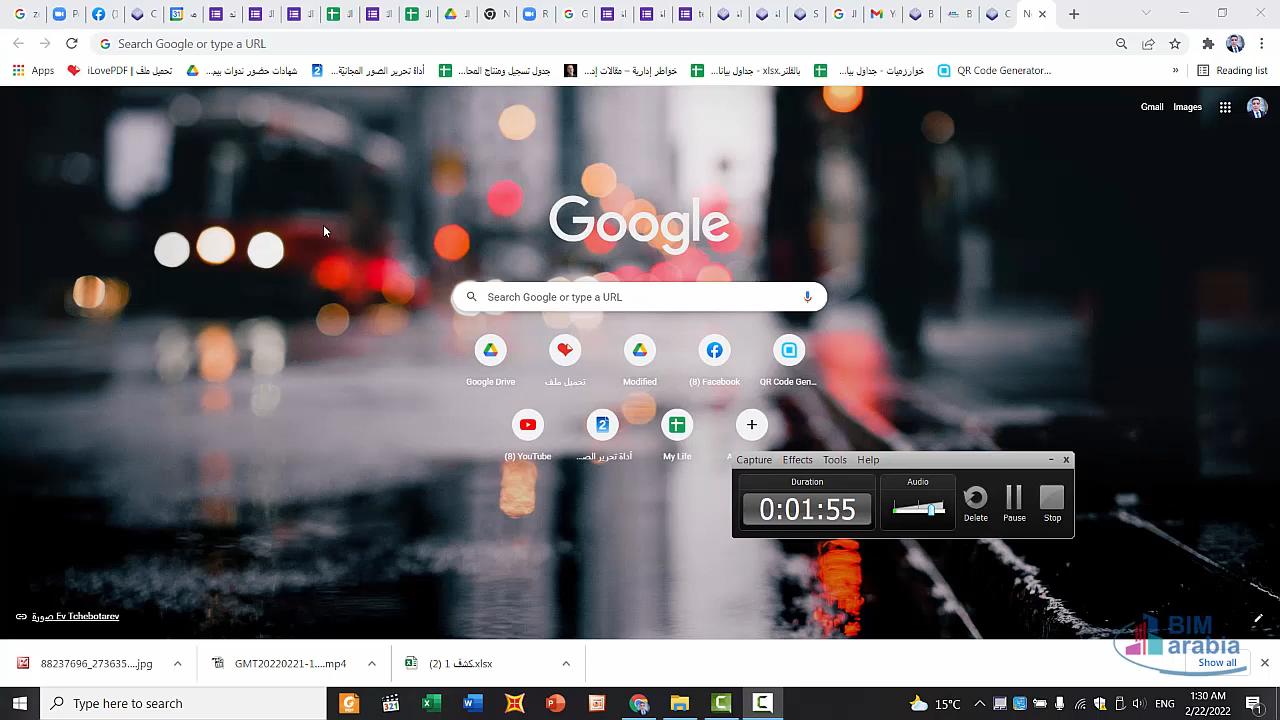 Search Google or type a URL
Apps
iLovePDF | تحميل ملف
شهادات حضور ندوات بيم...
أداة تحرير الصور المجانيّة...
جدول تسجيل ومنتاج المحا...
خواطر إدارية – مقالات إد...
بالفلتر.xlsx - جداول بيا...
خوارزميات - جداول بيان...
QR Code Generator...
»
Reading list
Gmail
Images
Google
Search Google or type a URL
Google Drive
تحميل ملف
Modified
(8) Facebook
QR Code Gen...
(8) YouTube
أداة تحرير الص...
My Life
Capture Effects Tools Help
Duration
Audio
0:01:55
Delete
Pause
Stop
صورة Ev Tchebotarev
BIM
arabia
88237696_273635....jpg
GMT20220221-1....mp4
كشف 1 (2).xlsx
Show all
Type here to search
15°C
ENG
1:30 AM
2/22/2022